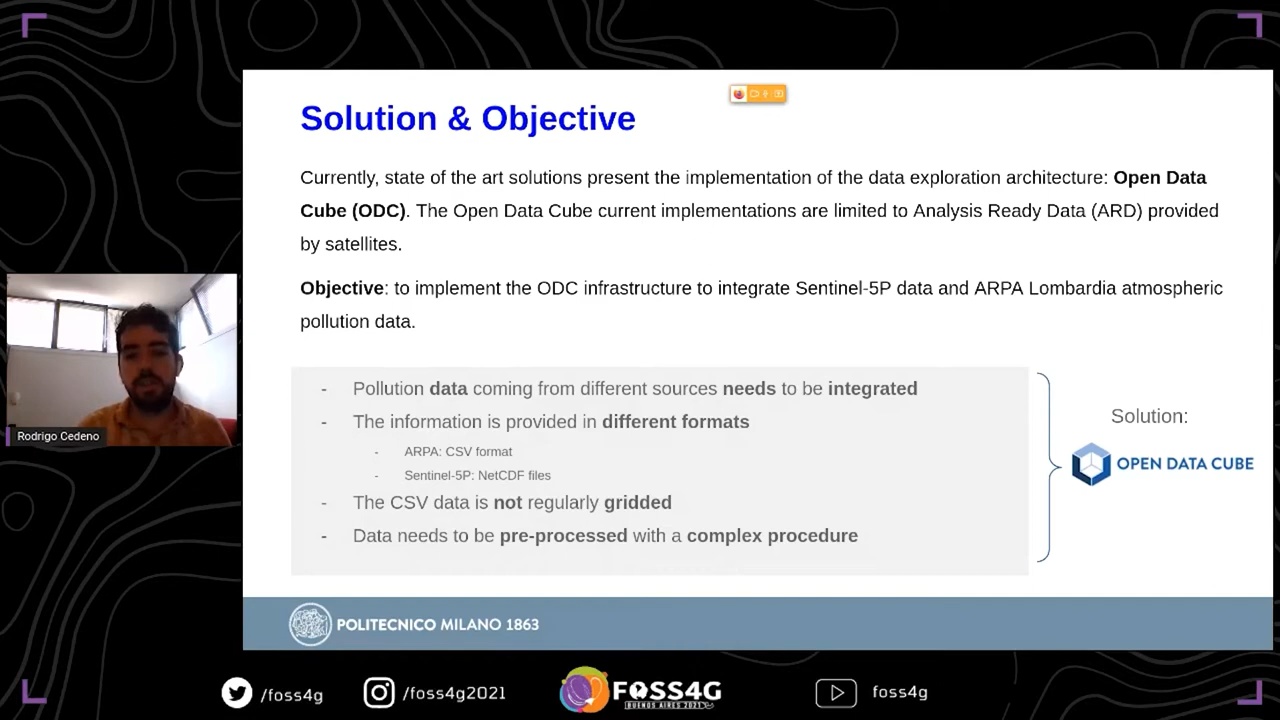 Solution & Objective
Currently, state of the art solutions present the implementation of the data exploration architecture: Open Data
Cube (ODC). The Open Data Cube current implementations are limited to Analysis Ready Data (ARD) provided
by satellites.
Objective: to implement the ODC infrastructure to integrate Sentinel-5P data and ARPA Lombardia atmospheric
pollution data.
- Pollution data coming from different sources needs to be integrated
- The information is provided in different formats
- ARPA: CSV format
- Sentinel-5P: NetCDF files
- The CSV data is not regularly gridded
- Data needs to be pre-processed with a complex procedure
Solution:
OPEN DATA CUBE
Rodrigo Cedeno
POLITECNICO MILANO 1863
/foss4g
/foss4g2021
FOSS4G
BUENOS AIRES 2021
foss4g